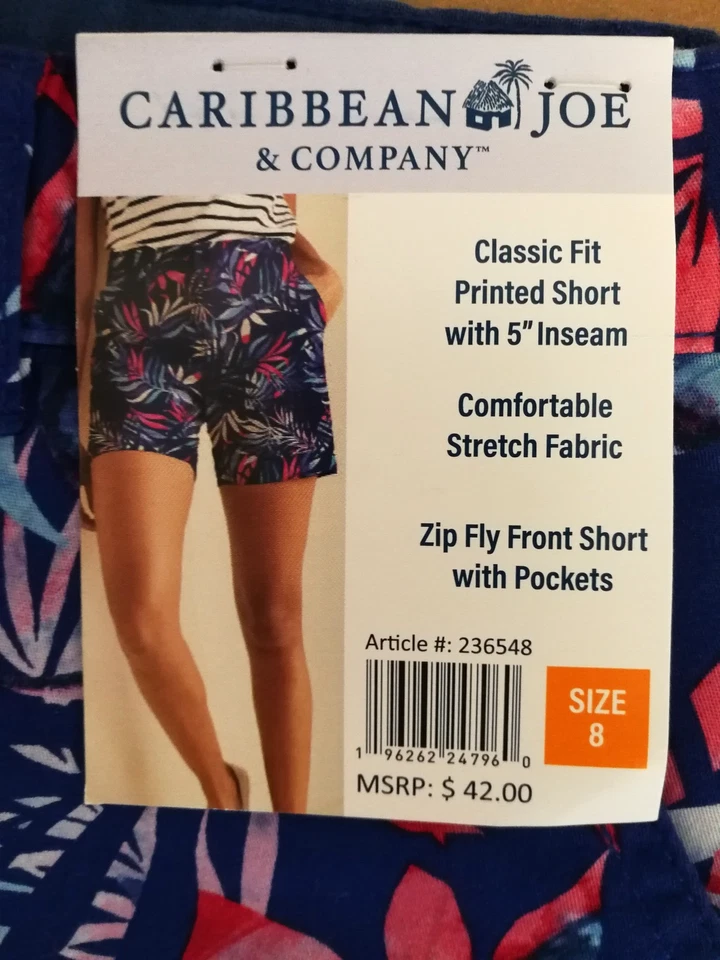 CARIBBEAN JOE
& COMPANY™
Classic Fit
Printed Short
with 5” Inseam
Comfortable
Stretch Fabric
Zip Fly Front Short
with Pockets
Article #: 236548
1 96262 24796 0
SIZE
8
MSRP: $ 42.00